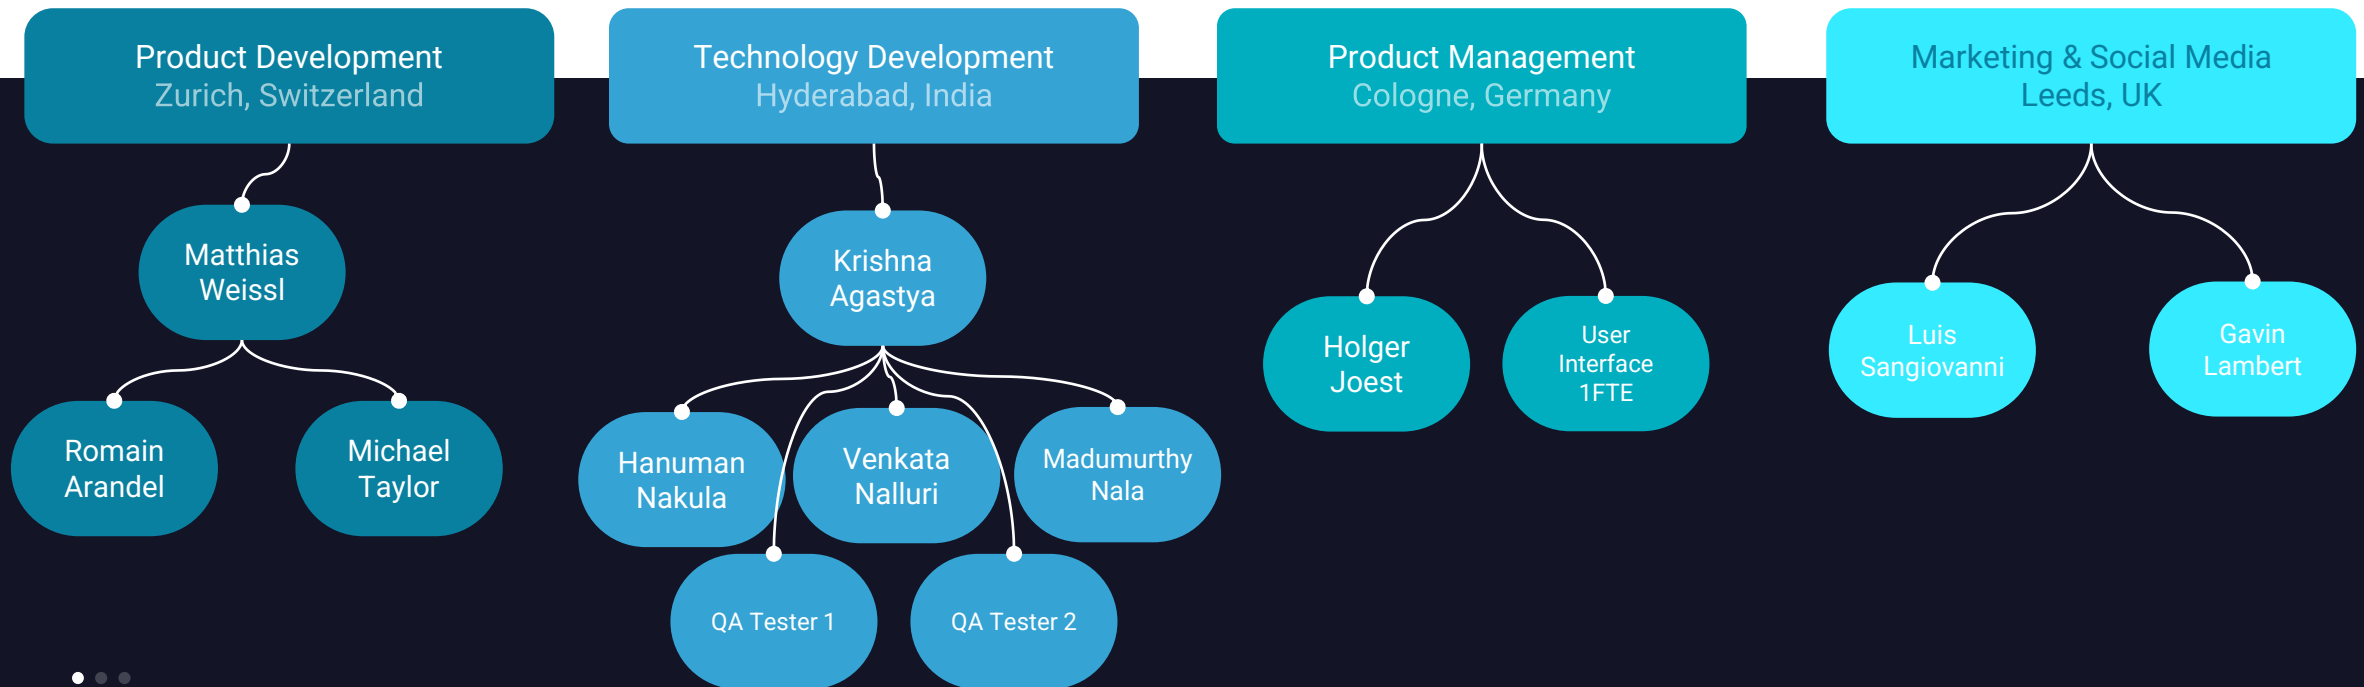 Product Development
Zurich, Switzerland
Technology Development
Hyderabad, India
Product Management
Cologne, Germany
Marketing & Social Media
Leeds, UK
Matthias
Weissl
Romain
Arandel
Michael
Taylor
Krishna
Agastya
Hanuman
Nakula
Venkata
Nalluri
Madumurthy
Nala
QA Tester 1
QA Tester 2
Holger
Joest
User
Interface
1FTE
Luis
Sangiovanni
Gavin
Lambert